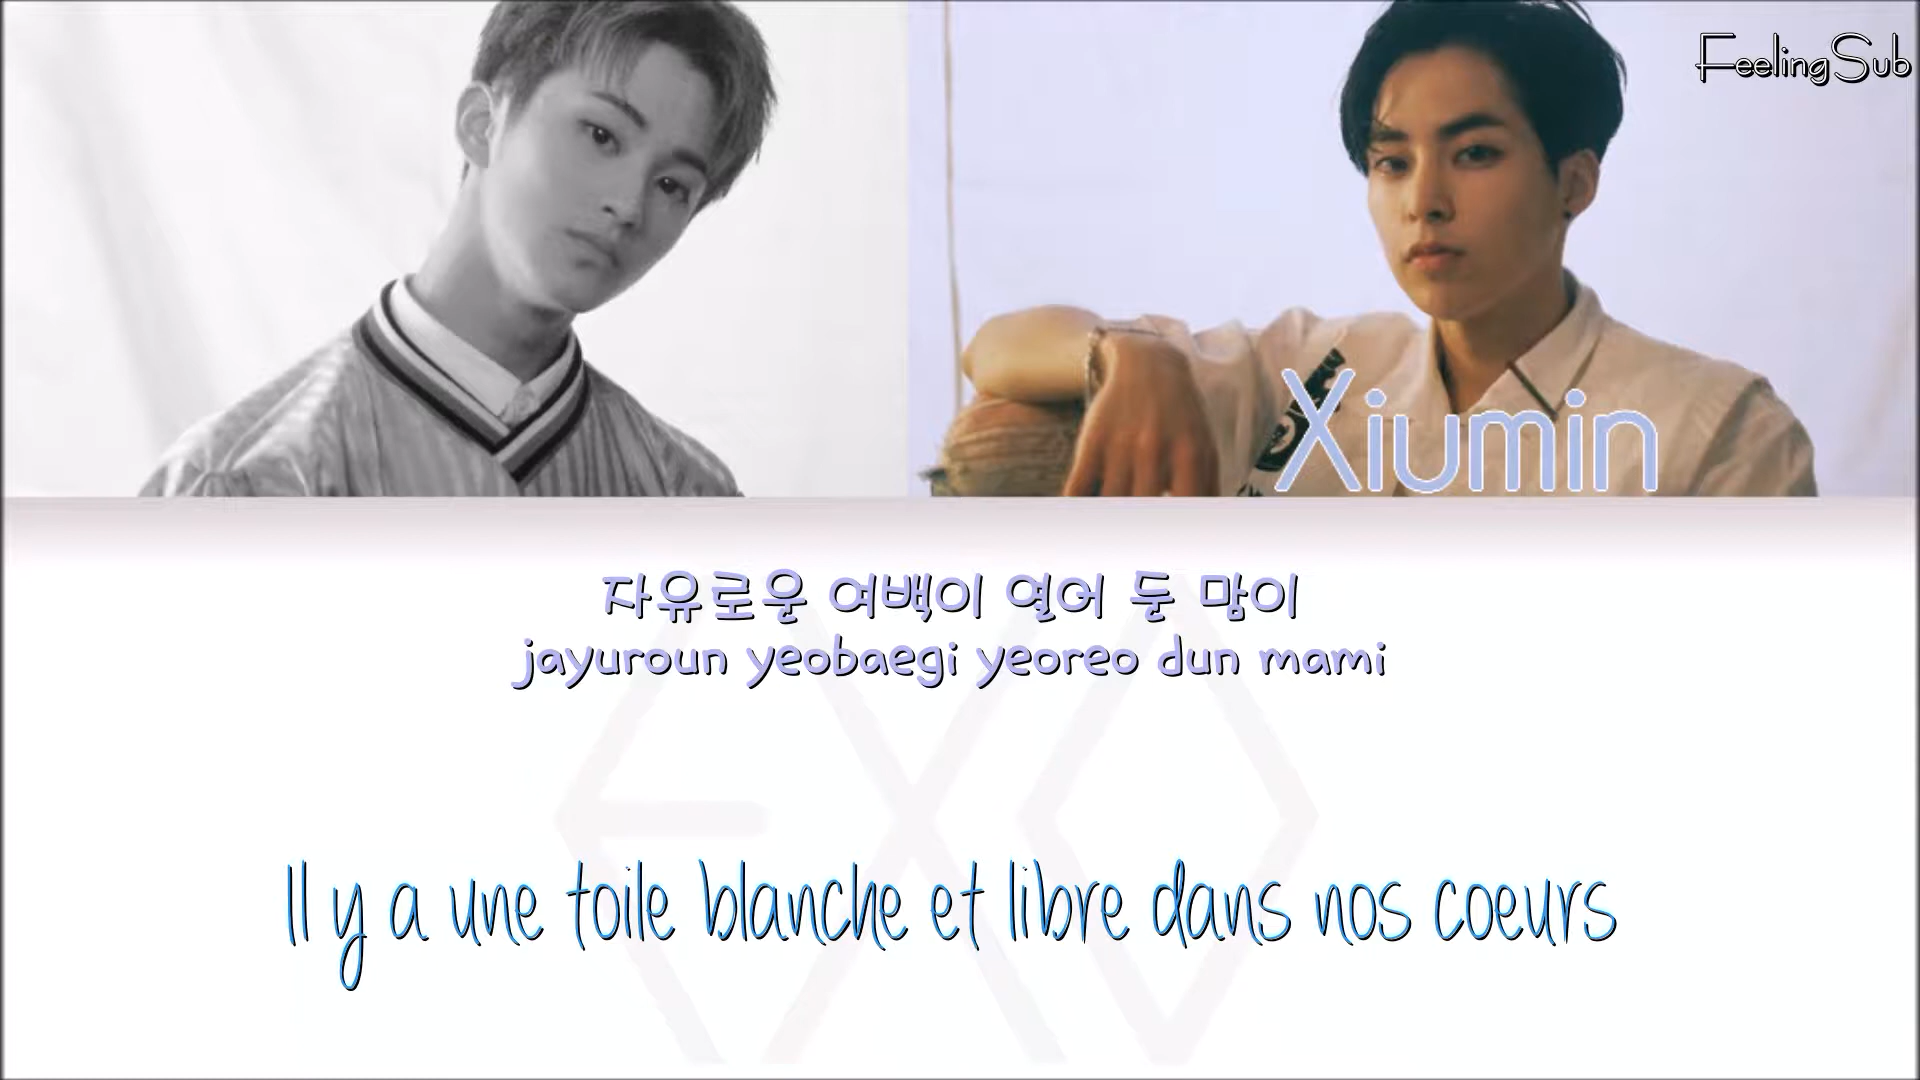 FeelingSub
Xiumin
자유로운 여백이 열어 둔 맘이
jayuroun yeobaegi yeoreo dun mami
Il y a une toile blanche et libre dans nos coeurs
EXO